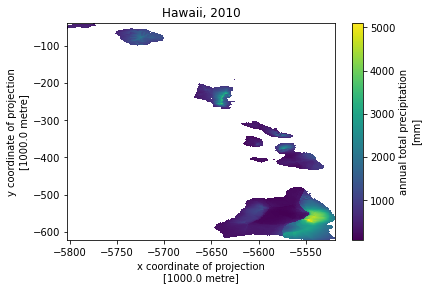 Hawaii, 2010
−100
−200
−300
−400
−500
−600
y coordinate of projection
[1000.0 metre]
−5800
−5750
−5700
−5650
−5600
−5550
x coordinate of projection
[1000.0 metre]
5000
4000
3000
2000
1000
annual total precipitation
[mm]